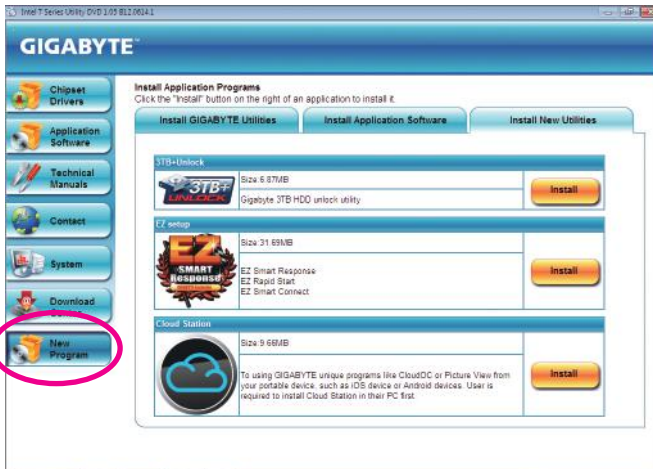 Intel 7 Series Utility DVD 1.03 B12.0614.1
GIGABYTE™
Chipset
Drivers
Application
Software
Technical
Manuals
Contact
System
Download
New
Program
Install Application Programs
Click the "Install" button on the right of an application to install it.
Install GIGABYTE Utilities
Install Application Software
Install New Utilities
3TB+Unlock
3TB+
UNLOCK
Size:6.87MB
Gigabyte 3TB HDD unlock utility
Install
EZ setup
EZ
SMART
Response
Size:31.69MB
EZ Smart Response
EZ Rapid Start
EZ Smart Connect
Install
Cloud Station
Size:9.66MB
To using GIGABYTE unique programs like CloudOC or Picture View from
your portable device, such as iOS device or Android devices. User is
required to install Cloud Station in their PC first.
Install